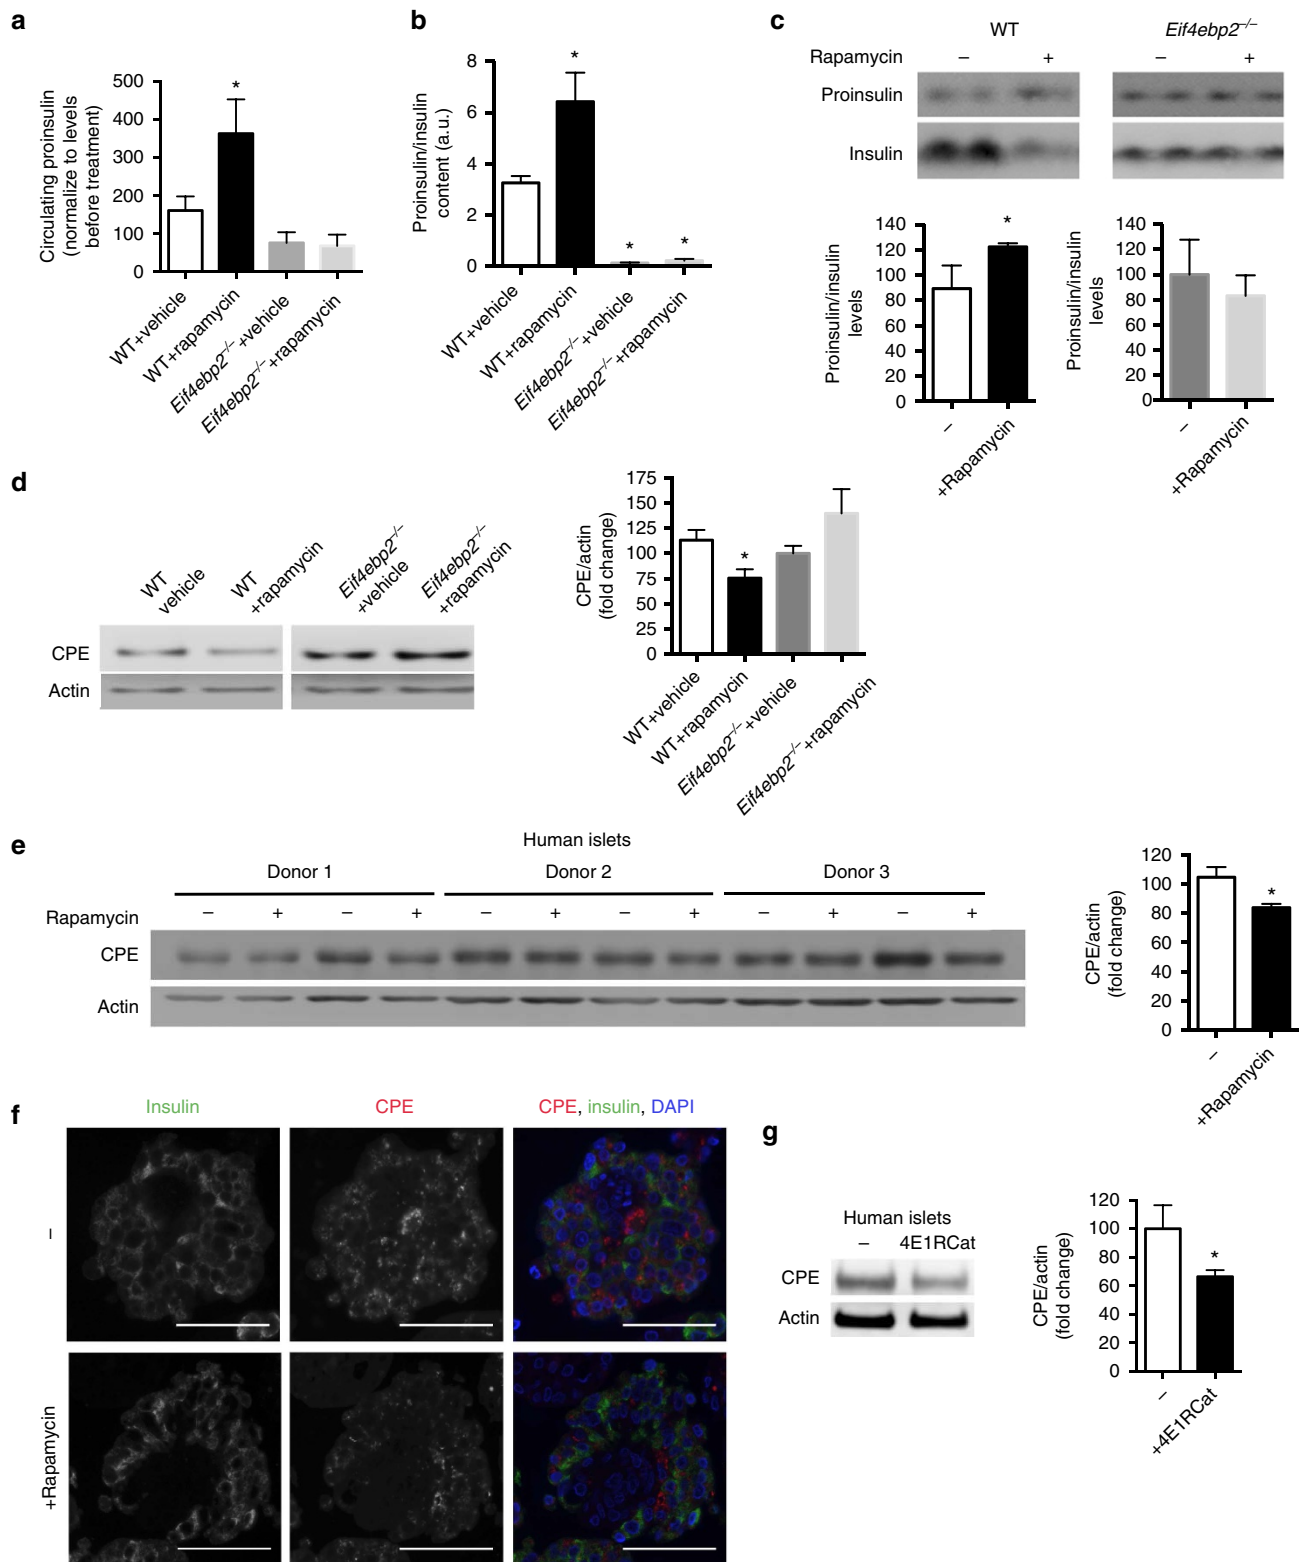 a
Circulating proinsulin
(normalize to levels
before treatment)
500
400
300
200
100
0
*
WT+vehicle
WT+rapamycin
Eif4ebp2–/–+vehicle
Eif4ebp2–/–+rapamycin
b
Proinsulin/insulin
content (a.u.)
8
6
4
2
0
*
*
*
WT+vehicle
WT+rapamycin
Eif4ebp2–/–+vehicle
Eif4ebp2–/–+rapamycin
c
WT
Eif4ebp2–/–
Rapamycin – + – +
Proinsulin
Insulin
Proinsulin/insulin
levels
140
120
100
80
60
40
20
0
*
–
+Rapamycin
Proinsulin/insulin
levels
140
120
100
80
60
40
20
0
–
+Rapamycin
d
WT
vehicle
WT
+rapamycin
Eif4ebp2–/–
+vehicle
Eif4ebp2–/–
+rapamycin
CPE
Actin
CPE/actin
(fold change)
175
150
125
100
75
50
25
0
*
WT+vehicle
WT+rapamycin
Eif4ebp2–/–+vehicle
Eif4ebp2–/–+rapamycin
e
Human islets
Donor 1 Donor 2 Donor 3
Rapamycin – + – + – + – + – + – +
CPE
Actin
CPE/actin
(fold change)
120
100
80
60
40
20
0
*
–
+Rapamycin
f
Insulin CPE CPE, insulin, DAPI
–
+Rapamycin
g
Human islets
– 4E1RCat
CPE
Actin
CPE/actin
(fold change)
120
100
80
60
40
20
0
*
–
+4E1RCat